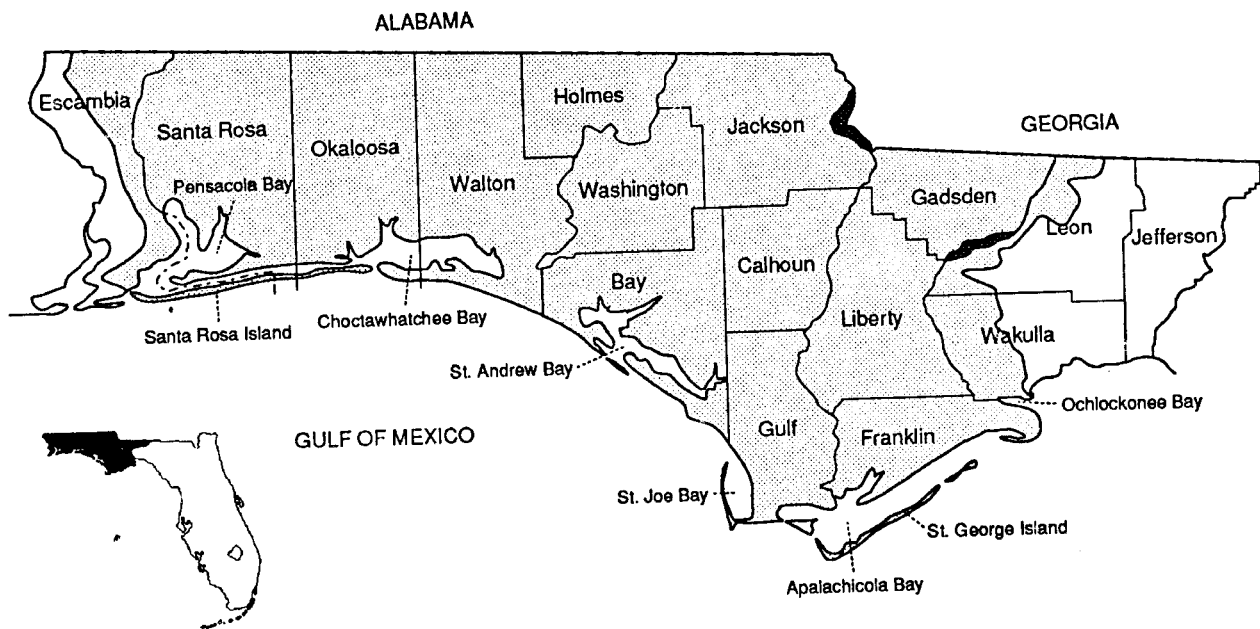 ALABAMA
Escambia
Holmes
Santa Rosa
Jackson
GEORGIA
Okaloosa
Pensacola Bay
Walton
Washington
Gadsden
Leon
Jefferson
Calhoun
Bay
Santa Rosa Island
Choctawhatchee Bay
Liberty
Wakulla
St. Andrew Bay
Ochlockonee Bay
GULF OF MEXICO
Gulf
Franklin
St. Joe Bay
St. George Island
Apalachicola Bay